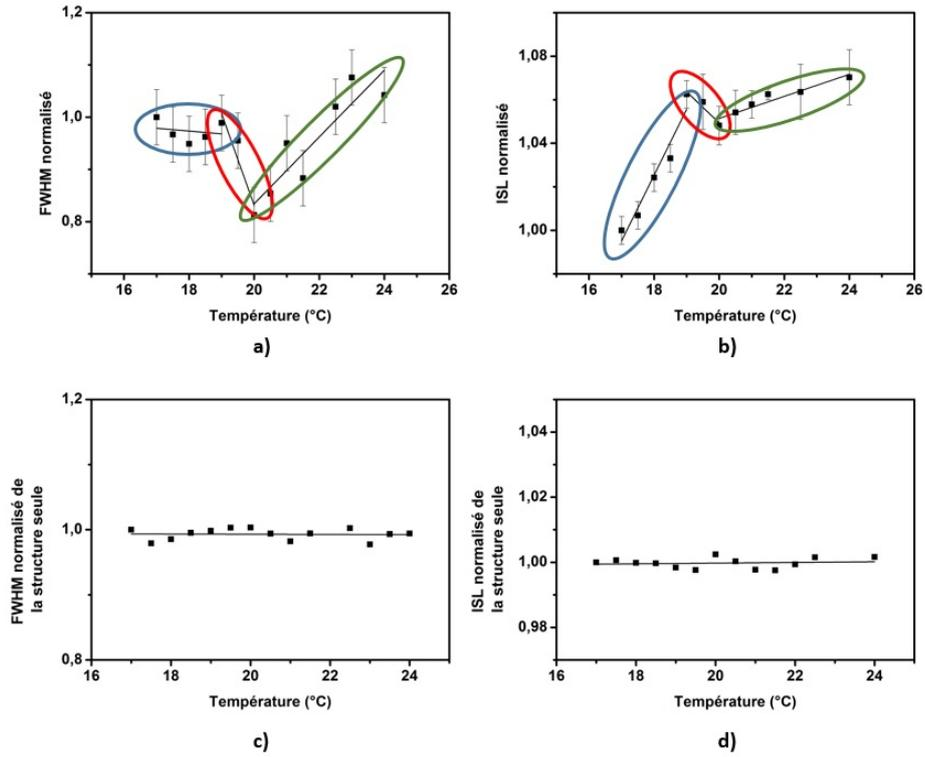 1,2
1,0
0,8
FWHM normalisé
16 18 20 22 24 26
Température (°C)
a)
1,08
1,04
1,00
ISL normalisé
16 18 20 22 24 26
Température (°C)
b)
1,2
1,0
0,8
FWHM normalisé de
la structure seule
16 18 20 22 24
Température (°C)
c)
1,04
1,02
1,00
0,98
ISL normalisé de
la structure seule
16 18 20 22 24
Température (°C)
d)